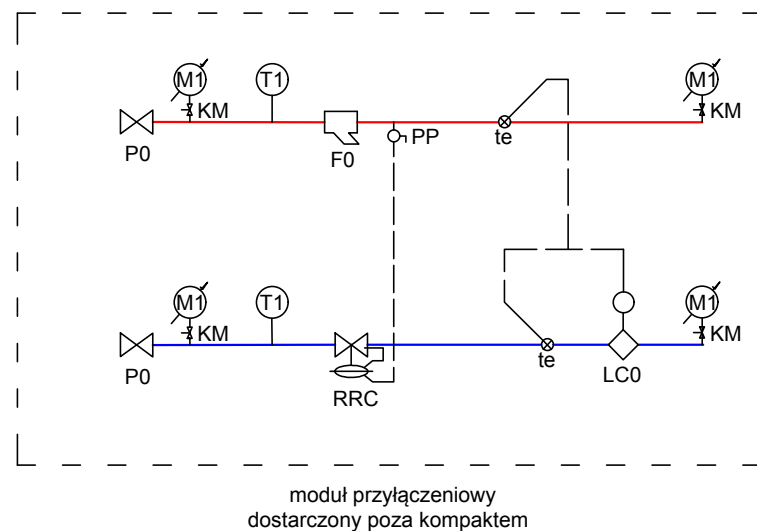 M1
T1
M1
KM
KM
P0
F0
PP
te
M1
T1
M1
KM
KM
P0
te
RRC
LC0
moduł przyłączeniowy
dostarczony poza kompaktem